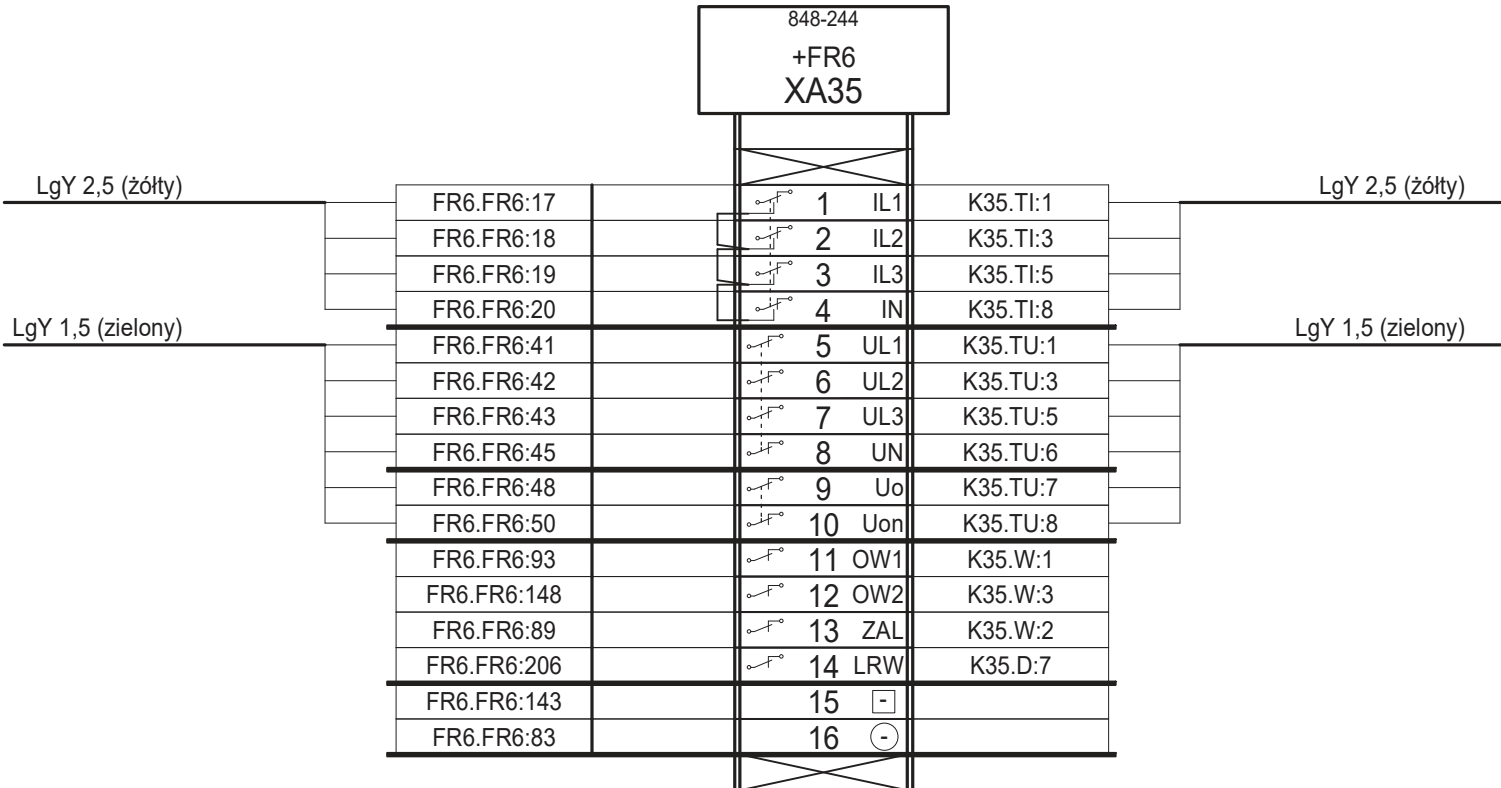 848-244
+FR6
XA35
LgY 2,5 (żółty) LgY 2,5 (żółty)
FR6.FR6:17 1 IL1 K35.TI:1
FR6.FR6:18 2 IL2 K35.TI:3
FR6.FR6:19 3 IL3 K35.TI:5
FR6.FR6:20 4 IN K35.TI:8
LgY 1,5 (zielony) LgY 1,5 (zielony)
FR6.FR6:41 5 UL1 K35.TU:1
FR6.FR6:42 6 UL2 K35.TU:3
FR6.FR6:43 7 UL3 K35.TU:5
FR6.FR6:45 8 UN K35.TU:6
FR6.FR6:48 9 Uo K35.TU:7
FR6.FR6:50 10 Uon K35.TU:8
FR6.FR6:93 11 OW1 K35.W:1
FR6.FR6:148 12 OW2 K35.W:3
FR6.FR6:89 13 ZAL K35.W:2
FR6.FR6:206 14 LRW K35.D:7
FR6.FR6:143 15 -
FR6.FR6:83 16 -